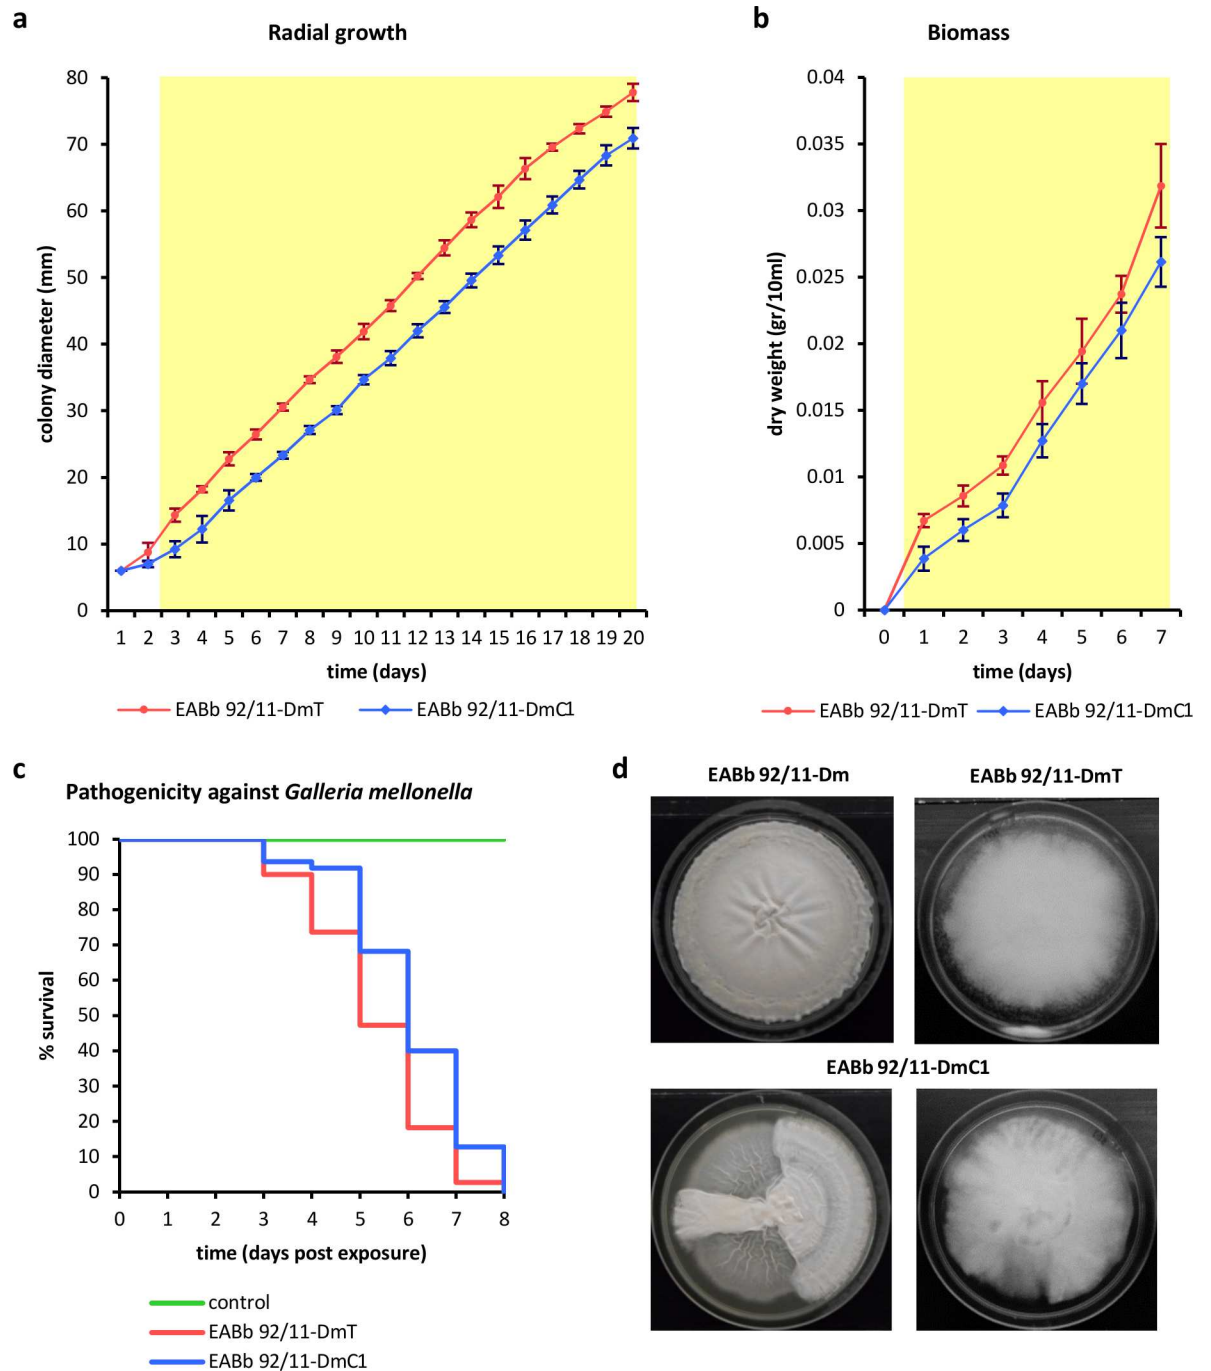 a
Radial growth
80
70
60
50
40
30
20
10
0
colony diameter (mm)
1 2 3 4 5 6 7 8 9 10 11 12 13 14 15 16 17 18 19 20
time (days)
EABb 92/11-DmT EABb 92/11-DmC1
b
Biomass
0.04
0.035
0.03
0.025
0.02
0.015
0.01
0.005
0
dry weight (gr/10ml)
0 1 2 3 4 5 6 7
time (days)
EABb 92/11-DmT EABb 92/11-DmC1
c
Pathogenicity against Galleria mellonella
100
90
80
70
60
50
40
30
20
10
0
% survival
0 1 2 3 4 5 6 7 8
time (days post exposure)
control
EABb 92/11-DmT
EABb 92/11-DmC1
d
EABb 92/11-Dm EABb 92/11-DmT
EABb 92/11-DmC1